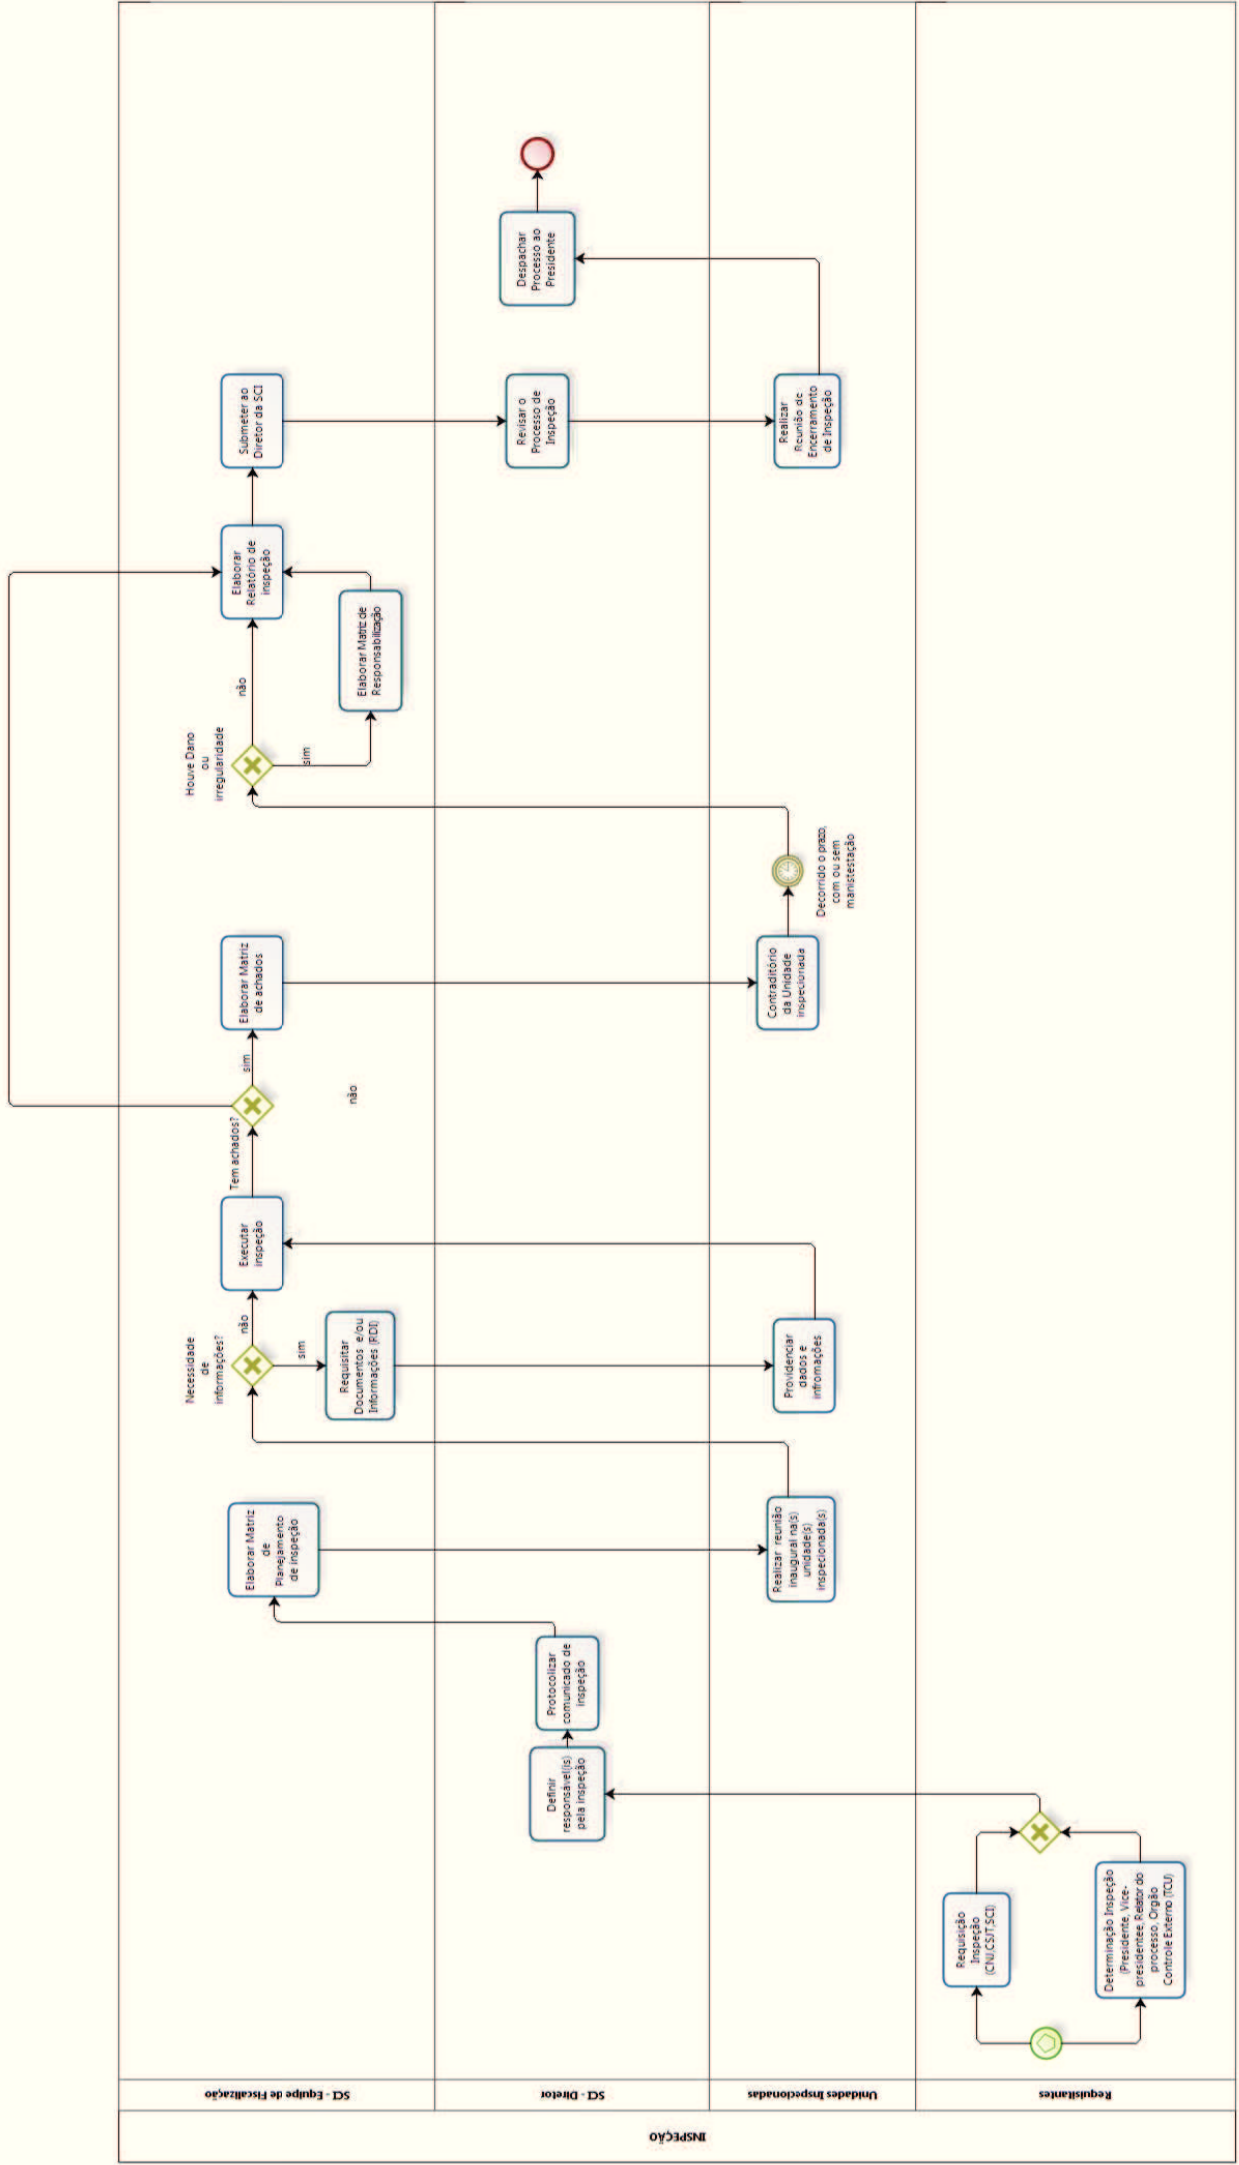 INSPEÇÃO
SCI - Equipe de Fiscalização
SCI - Diretor
Unidades Inspecionadas
Requisitantes
Requisição
Inspeção
(CNJ,CSJT,SCI)
Determinação Inspeção
(Presidente, Vice-
presidentee,Relator do
processo, Orgão
Controle Externo (TCU)
Definir
responsável(is)
pela inspeção
Protocolizar
comunicado de
inspeção
Elaborar Matriz
de
Planejamento
de inspeção
Realizar reunião
inaugural na(s)
unidade(s)
inspecionada(s)
Necessidade
de
informações?
não
sim
Requisitar
Documentos e/ou
Informações (RDI)
Providenciar
dados e
infromações
Executar
inspeção
Tem achados?
sim
não
Elaborar Matriz
de achados
Contraditório
da Unidade
inspecionada
Decorrido o prazo,
com ou sem
manistestação
Houve Dano
ou
irregularidade
não
sim
Elaborar Matriz de
Responsabilização
Elaborar
Relatório de
inspeção
Submeter ao
Diretor da SCI
Revisar o
Processo de
Inspeção
Realizar
Reunião de
Encerramento
de Inspeção
Despachar
Processo ao
Presidente